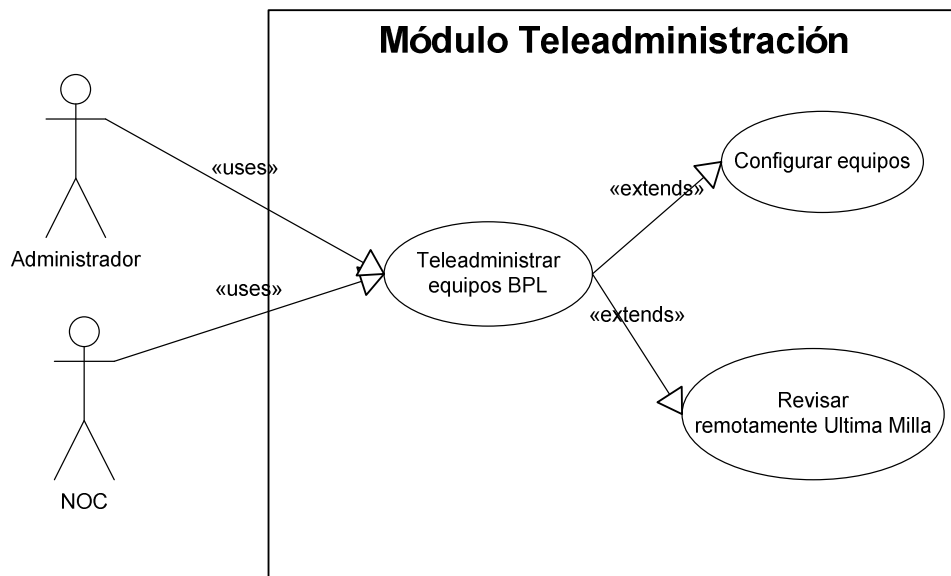 Módulo Teleadministración
Configurar equipos
«uses»
«extends»
Administrador
Teleadministrar
equipos BPL
«uses»
«extends»
Revisar
remotamente Ultima Milla
NOC